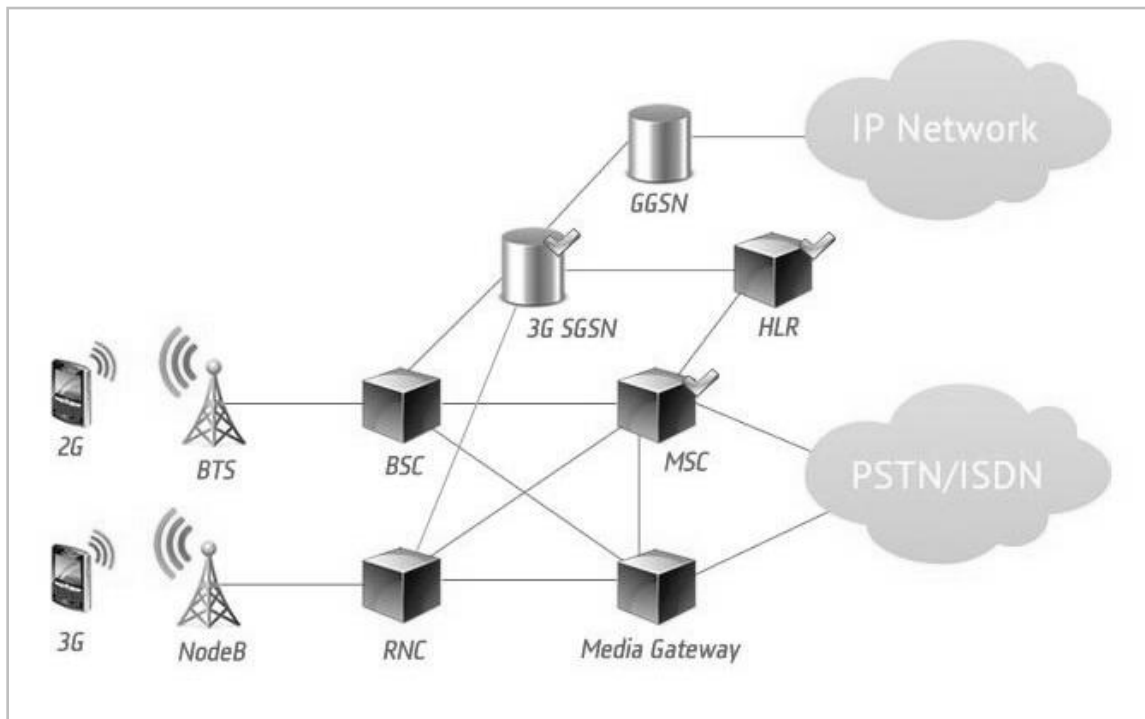 IP Network
GGSN
3G SGSN
HLR
2G
BTS
BSC
MSC
PSTN/ISDN
3G
NodeB
RNC
Media Gateway